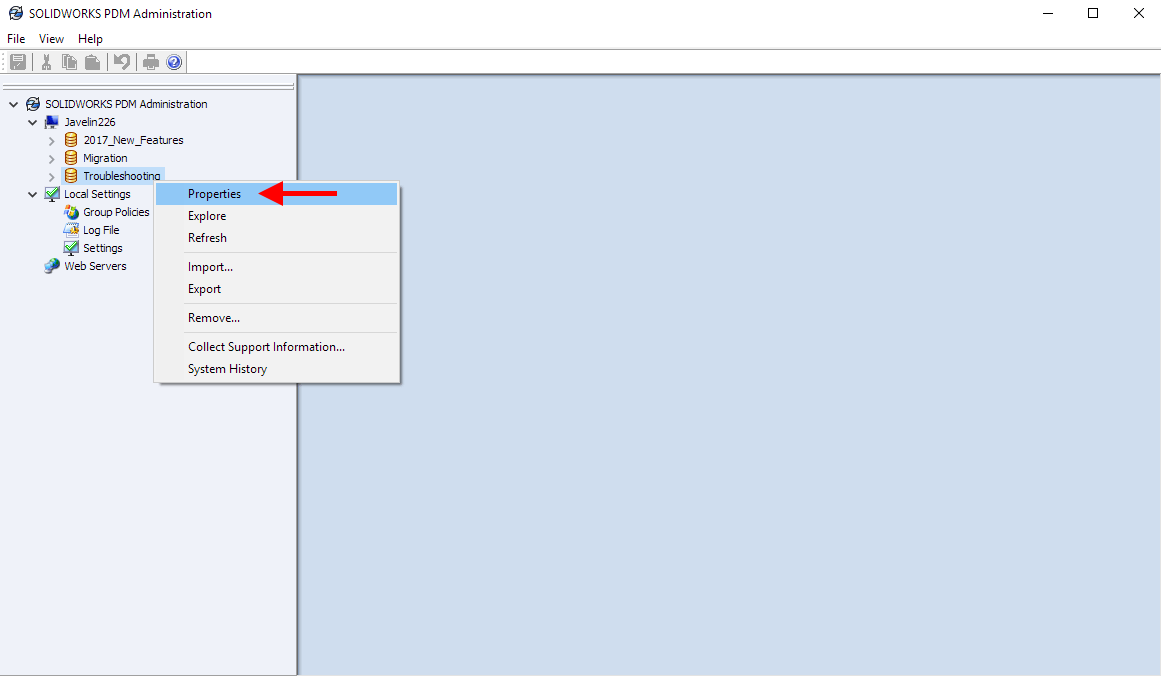 SOLIDWORKS PDM Administration
File View Help
SOLIDWORKS PDM Administration
Javelin226
2017_New_Features
Migration
Troubleshooting
Local Settings
Group Policies
Log File
Settings
Web Servers
Properties
Explore
Refresh
Import...
Export
Remove...
Collect Support Information...
System History